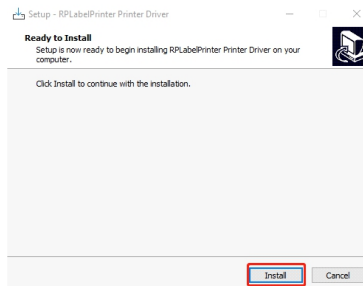 Setup - RPLabelPrinter Printer Driver
Ready to Install
Setup is now ready to begin installing RPLabelPrinter Printer Driver on your
computer.
Click Install to continue with the installation.
Install Cancel